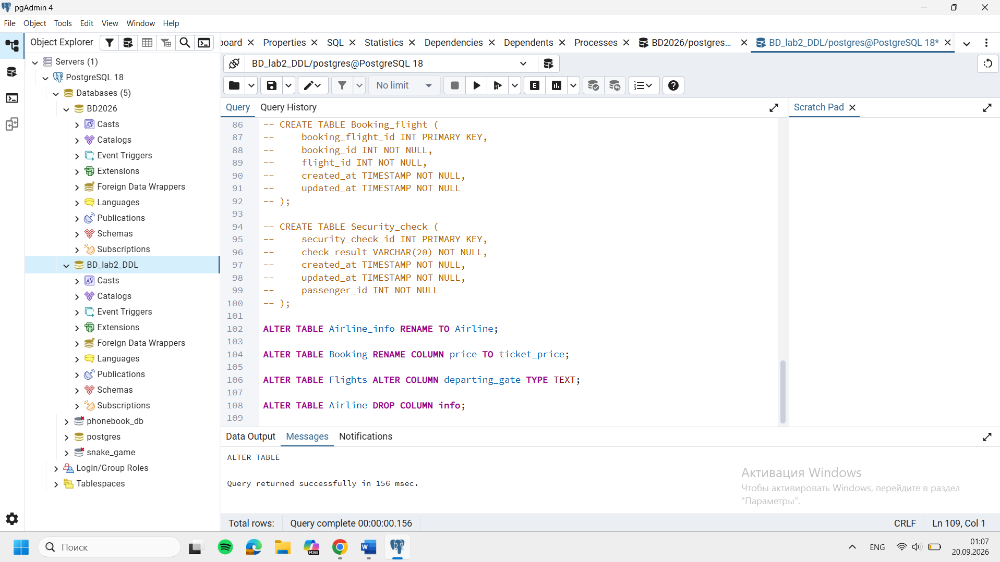 pgAdmin 4
File Object Tools Edit View Window Help
Object Explorer
board Properties SQL Statistics Dependencies Dependents Processes BD2026/postgres... BD_lab2_DDL/postgres@PostgreSQL 18*
Servers (1)
PostgreSQL 18
Databases (5)
BD2026
Casts
Catalogs
Event Triggers
Extensions
Foreign Data Wrappers
Languages
Publications
Schemas
Subscriptions
BD_lab2_DDL
Casts
Catalogs
Event Triggers
Extensions
Foreign Data Wrappers
Languages
Publications
Schemas
Subscriptions
phonebook_db
postgres
snake_game
Login/Group Roles
Tablespaces
BD_lab2_DDL/postgres@PostgreSQL 18
No limit E
Query Query History
Scratch Pad
86 -- CREATE TABLE Booking_flight (
87 -- booking_flight_id INT PRIMARY KEY,
88 -- booking_id INT NOT NULL,
89 -- flight_id INT NOT NULL,
90 -- created_at TIMESTAMP NOT NULL,
91 -- updated_at TIMESTAMP NOT NULL
92 -- );
93
94 -- CREATE TABLE Security_check (
95 -- security_check_id INT PRIMARY KEY,
96 -- check_result VARCHAR(20) NOT NULL,
97 -- created_at TIMESTAMP NOT NULL,
98 -- updated_at TIMESTAMP NOT NULL,
99 -- passenger_id INT NOT NULL
100 -- );
101
102 ALTER TABLE Airline_info RENAME TO Airline;
103
104 ALTER TABLE Booking RENAME COLUMN price TO ticket_price;
105
106 ALTER TABLE Flights ALTER COLUMN departing_gate TYPE TEXT;
107
108 ALTER TABLE Airline DROP COLUMN info;
109
Data Output Messages Notifications
ALTER TABLE
Query returned successfully in 156 msec.
Активация Windows
Чтобы активировать Windows, перейдите в раздел
"Параметры".
Total rows: Query complete 00:00:00.156 CRLF Ln 109, Col 1
Поиск
M365
W
ENG
01:07
20.09.2026